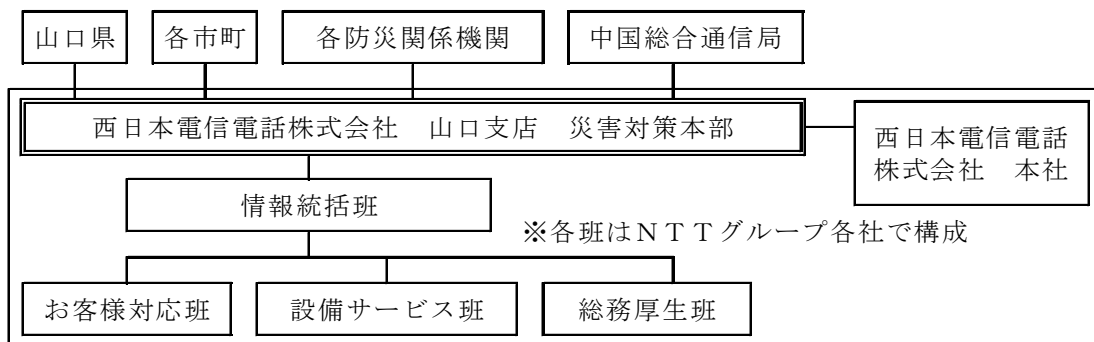 山口県
各市町
各防災関係機関
中国総合通信局
西日本電信電話株式会社　山口支店　災害対策本部
西日本電信電話
株式会社　本社
情報統括班
※各班はＮＴＴグループ各社で構成
お客様対応班
設備サービス班
総務厚生班